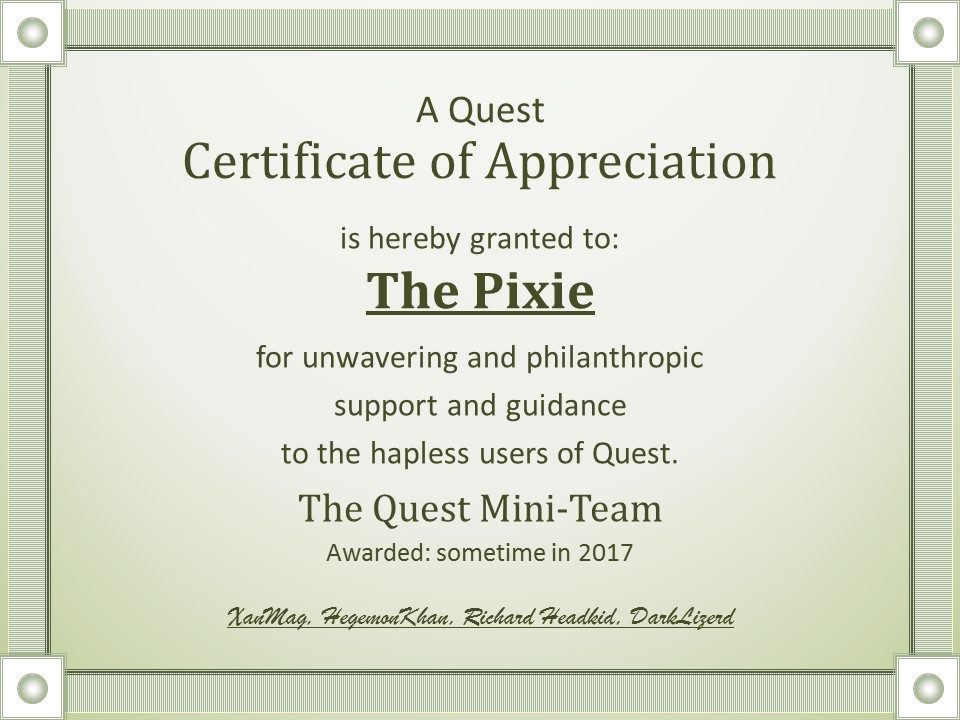 A Quest
Certificate of Appreciation
is hereby granted to:
The Pixie
for unwavering and philanthropic
support and guidance
to the hapless users of Quest.
The Quest Mini-Team
Awarded: sometime in 2017
XanMag, HegemonKhan, Richard Headkid, DarkLizerd